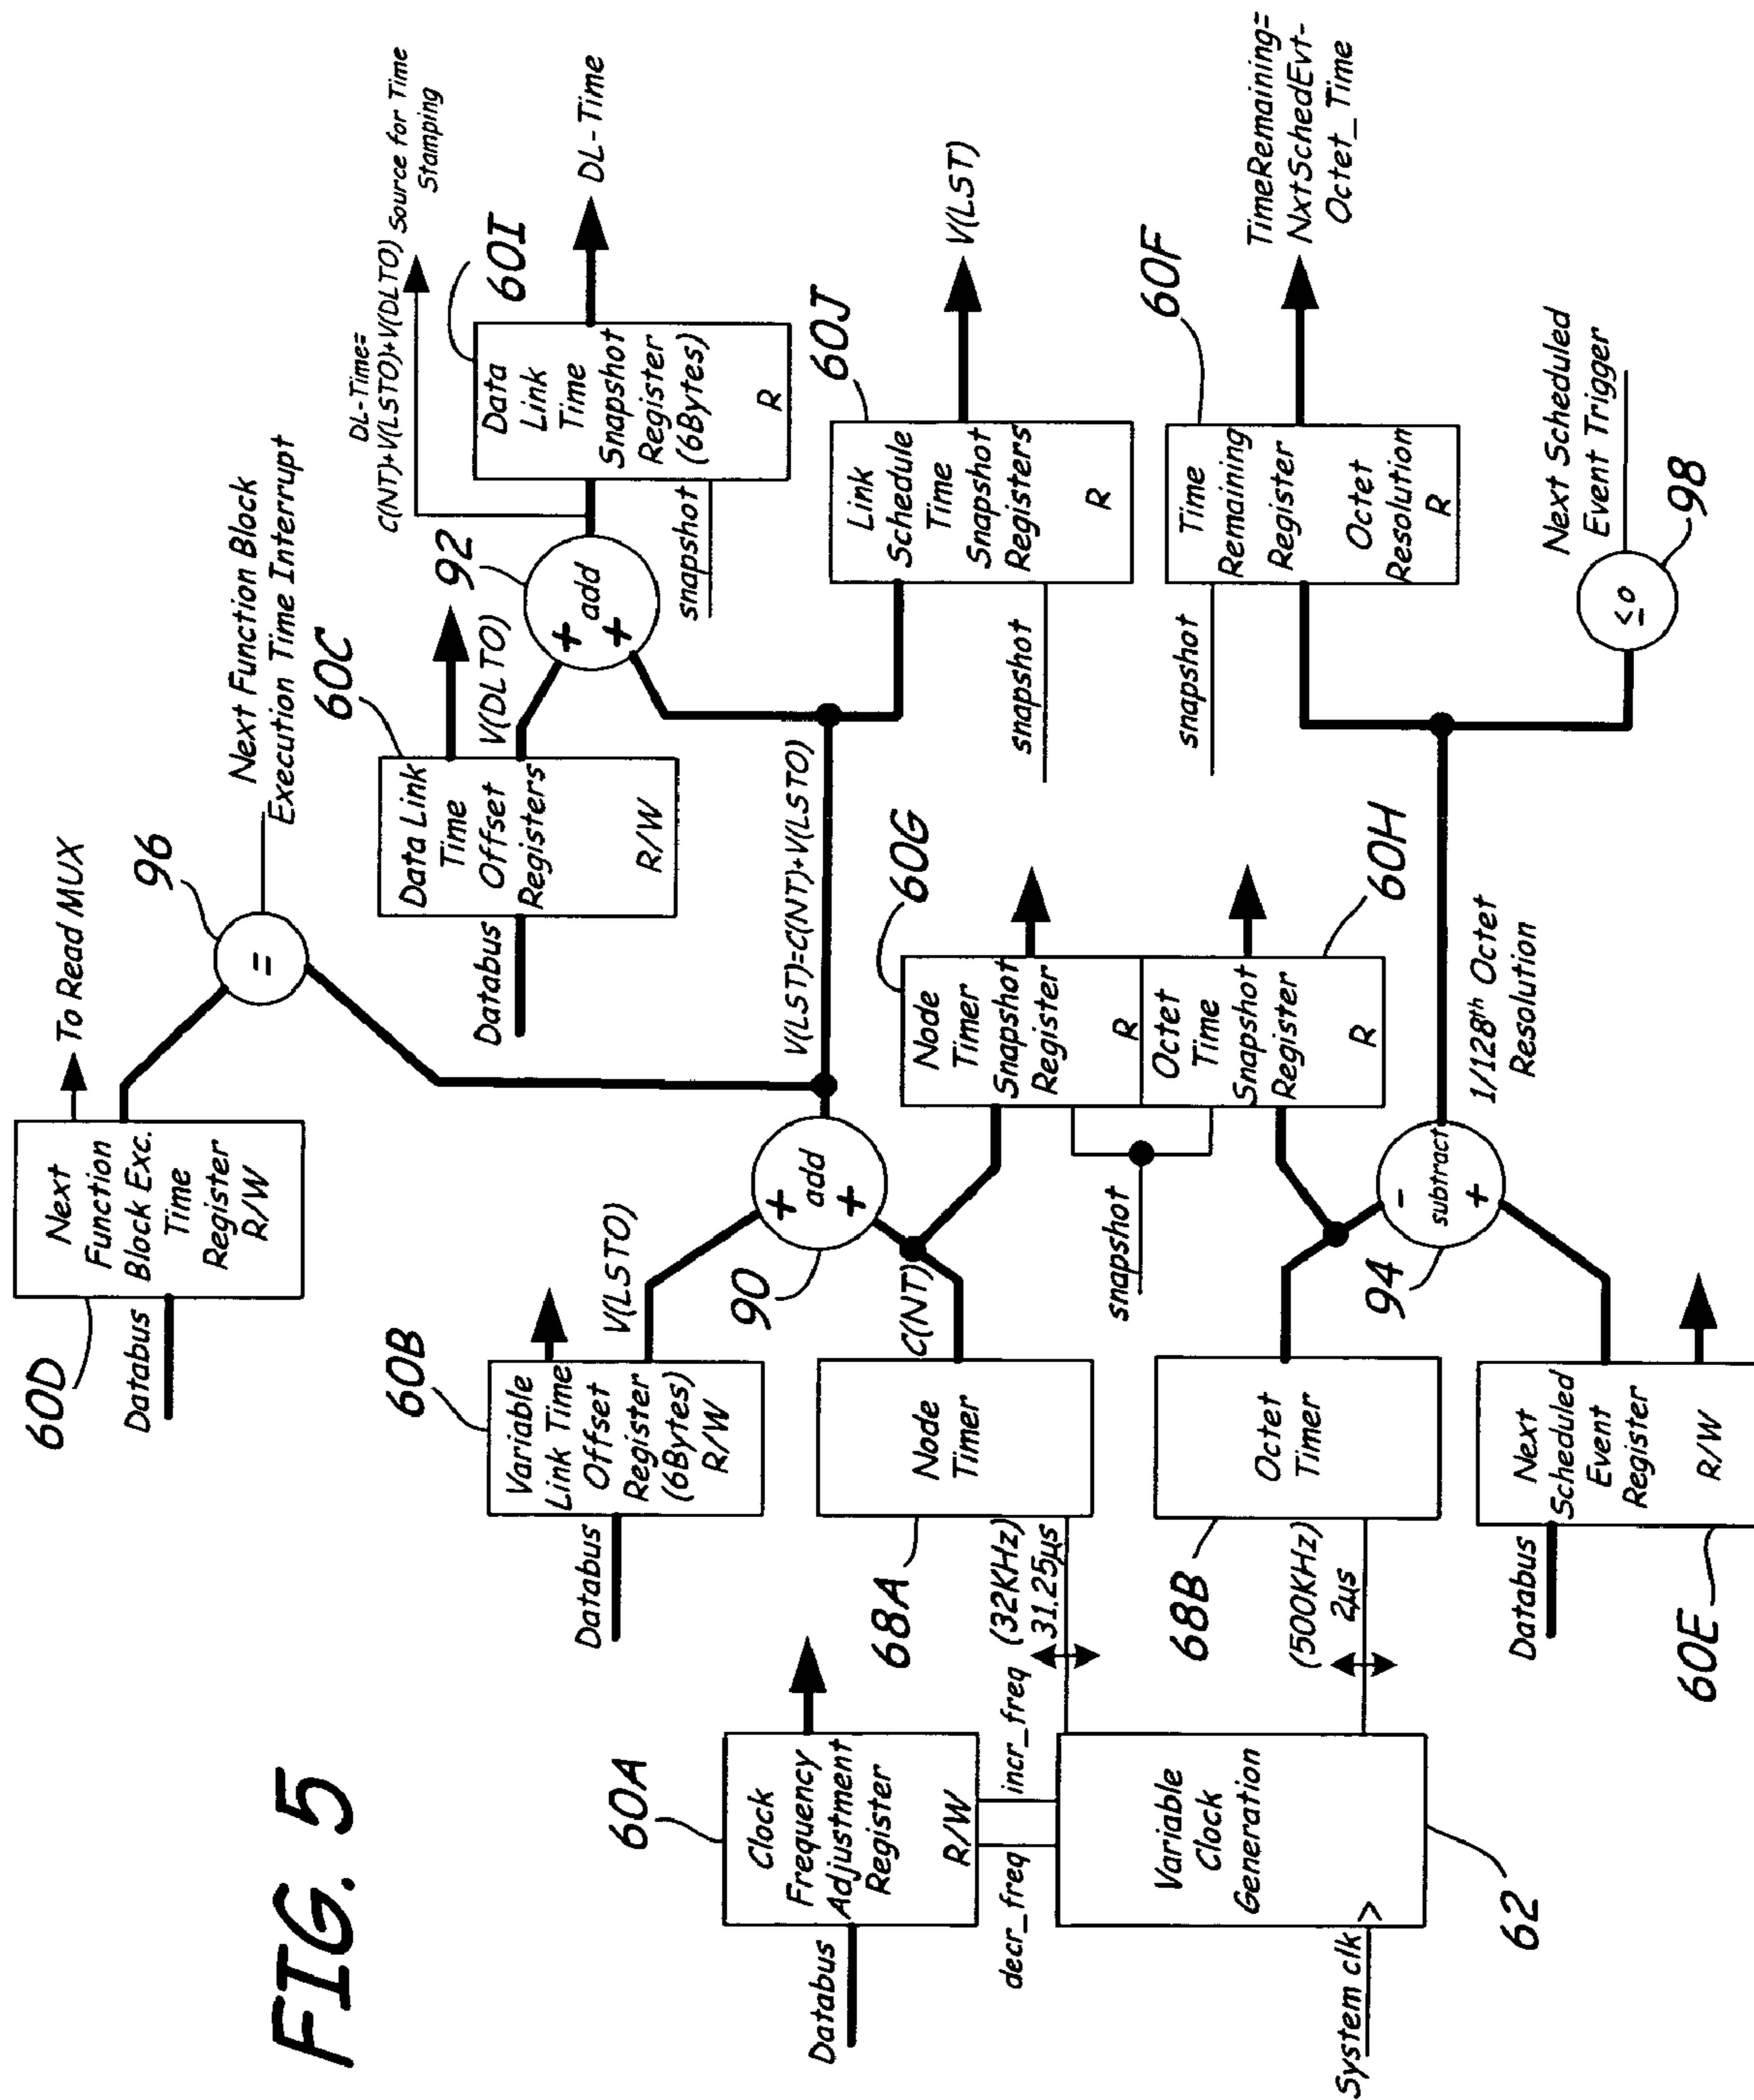 FIG. 5
60D
Databus
Next
Function
Block Exc.
Time
Register
R/W
To Read MUX
96
=
Next Function Block
Execution Time Interrupt
60B
Databus
Variable
Link Time
Offset
Register
(6Bytes)
R/W
V(LSTO)
60C
Databus
Data Link
Time
Offset
Registers
R/W
V(DLTO)
92
+
add
+
DL-Time=
C(NT)+V(LSTO)+V(DLTO)
Source for Time
Stamping
60I
Data
Link
Time
Snapshot
Register
(6Bytes)
R
snapshot
DL-Time
60A
Databus
Clock
Frequency
Adjustment
Register
R/W
decr_freq
incr_freq
68A
(32KHz)
31.25µs
Node
Timer
C(NT)
90
+
add
+
V(LST)=C(NT)+V(LSTO)
60J
Link
Schedule
Time
Snapshot
Registers
R
snapshot
V(LST)
60G
Node
Timer
Snapshot
Register
R
Octet
Time
Snapshot
Register
R
60H
snapshot
System clk
Variable
Clock
Generation
62
68B
(500KHz)
2µs
Octet
Timer
94
-
subtract
+
1/128th Octet
Resolution
60F
Time
Remaining
Register
Octet
Resolution
R
snapshot
TimeRemaining=
NxtSchedEvt-
Octet_Time
60E
Databus
Next
Scheduled
Event
Register
R/W
≤0
98
Next Scheduled
Event Trigger